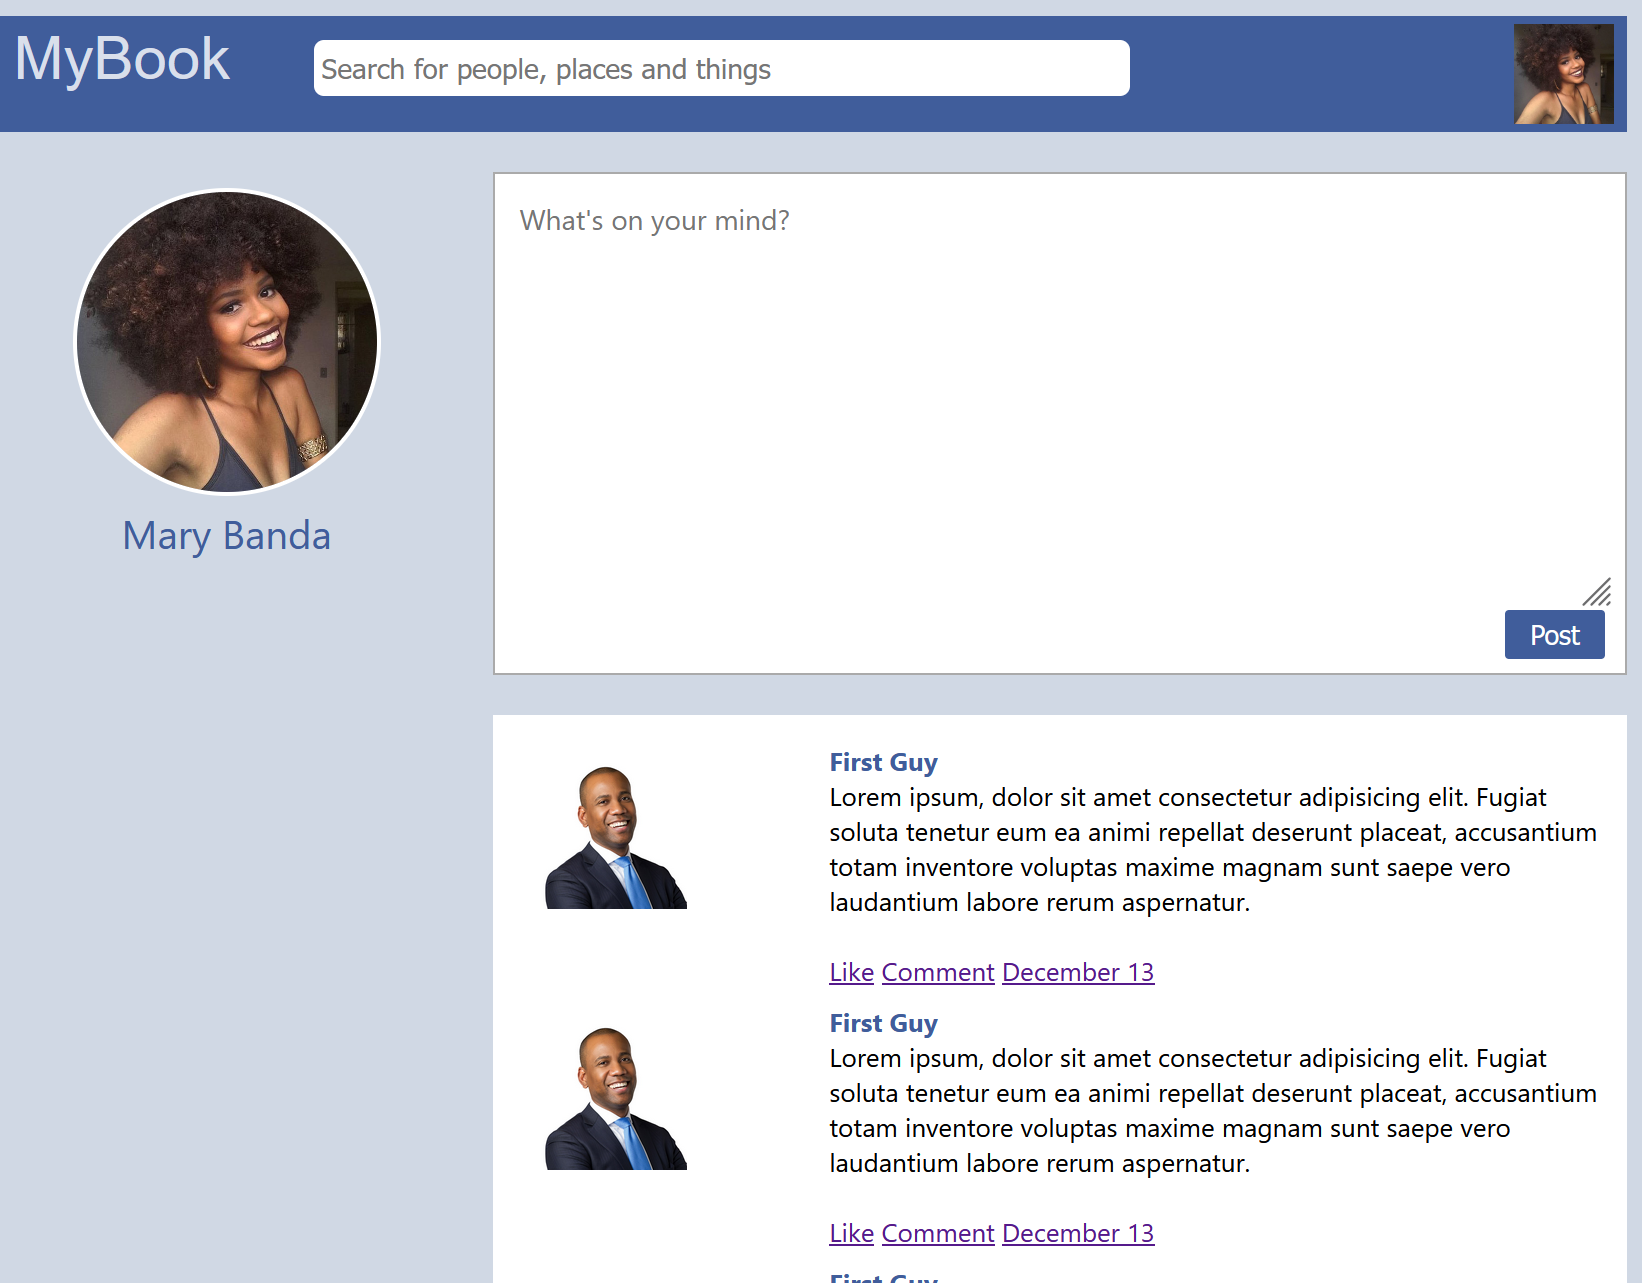 MyBook
Search for people, places and things
What's on your mind?
Mary Banda
Post
First Guy
Lorem ipsum, dolor sit amet consectetur adipisicing elit. Fugiat
soluta tenetur eum ea animi repellat deserunt placeat, accusantium
totam inventore voluptas maxime magnam sunt saepe vero
laudantium labore rerum aspernatur.
Like Comment December 13
First Guy
Lorem ipsum, dolor sit amet consectetur adipisicing elit. Fugiat
soluta tenetur eum ea animi repellat deserunt placeat, accusantium
totam inventore voluptas maxime magnam sunt saepe vero
laudantium labore rerum aspernatur.
Like Comment December 13
First Guy